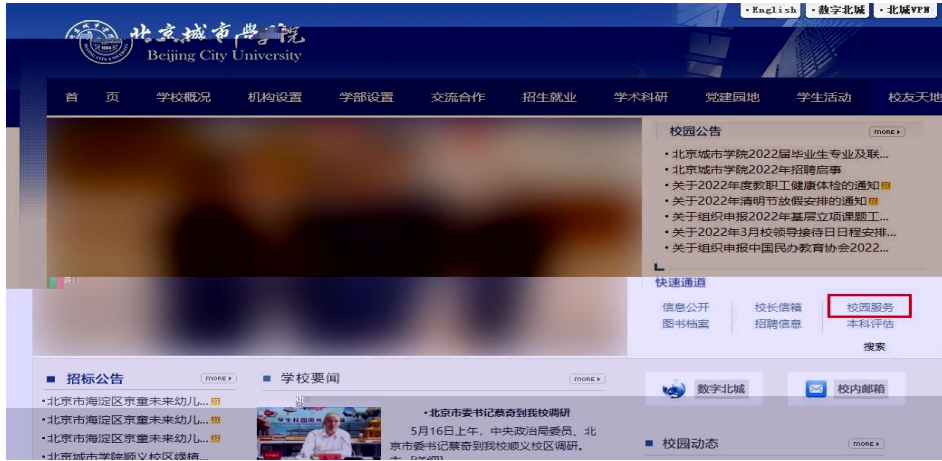 ·English ·数字北城 ·北城VPN
北京城市学院
Beijing City University
首 页 学校概况 机构设置 学部设置 交流合作 招生就业 学术科研 党建园地 学生活动 校友天地
校园公告 more
·北京城市学院2022届毕业生专业及联...
·北京城市学院2022年招聘启事
·关于2022年度教职工健康体检的通知
·关于2022年清明节放假安排的通知
·关于组织申报2022年基层立项课题工...
·关于2022年3月校领导接待日日程安排...
·关于组织申报中国民办教育协会2022...
快速通道
信息公开 校长信箱 校园服务
图书档案 招聘信息 本科评估
搜索
招标公告 more
·北京市海淀区京童未来幼儿...
·北京市海淀区京童未来幼儿...
·北京市海淀区京童未来幼儿...
·北京城市学院顺义校区绿植...
学校要闻 more
·北京市委书记蔡奇到我校调研
5月16日上午，中央政治局委员、北
京市委书记蔡奇到我校顺义校区调研。
数字北城 校内邮箱
校园动态 more